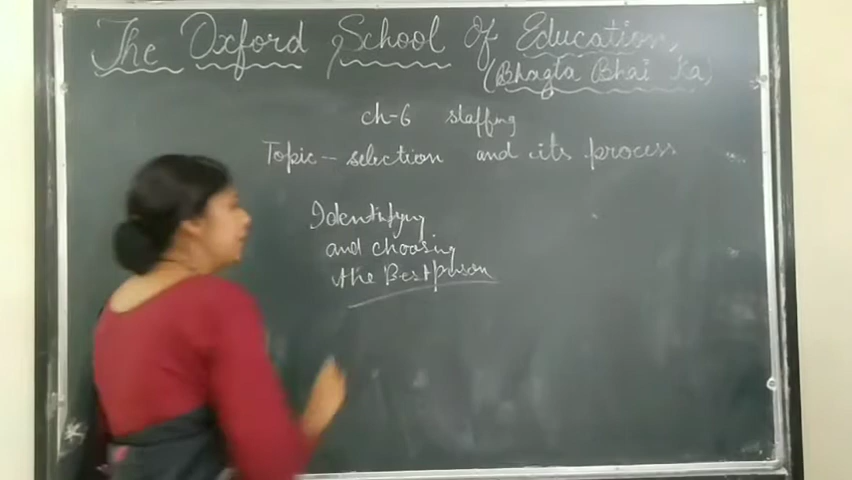 The Oxford School Of Education,
(Bhagta Bhai Ka)
ch-6 staffing
Topic-- selection and its process
Identifying
and choosing
the Best person